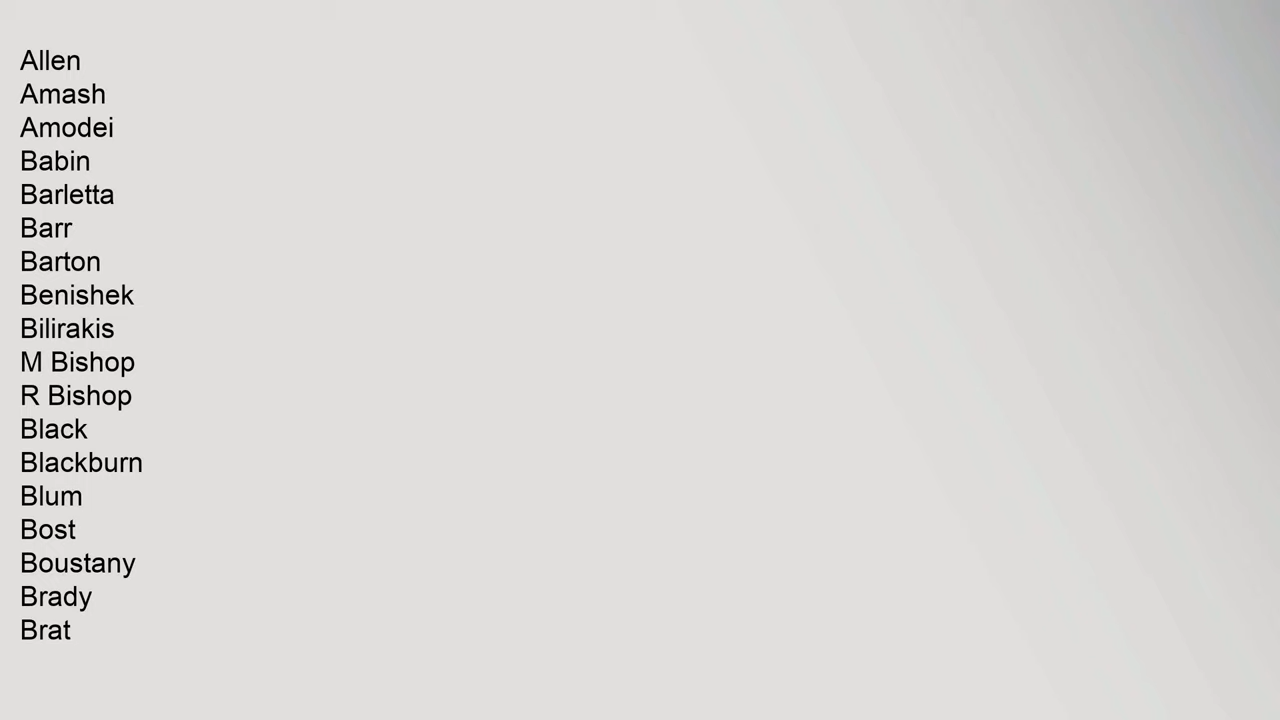 Allen
Amash
Amodei
Babin
Barletta
Barr
Barton
Benishek
Bilirakis
M Bishop
R Bishop
Black
Blackburn
Blum
Bost
Boustany
Brady
Brat